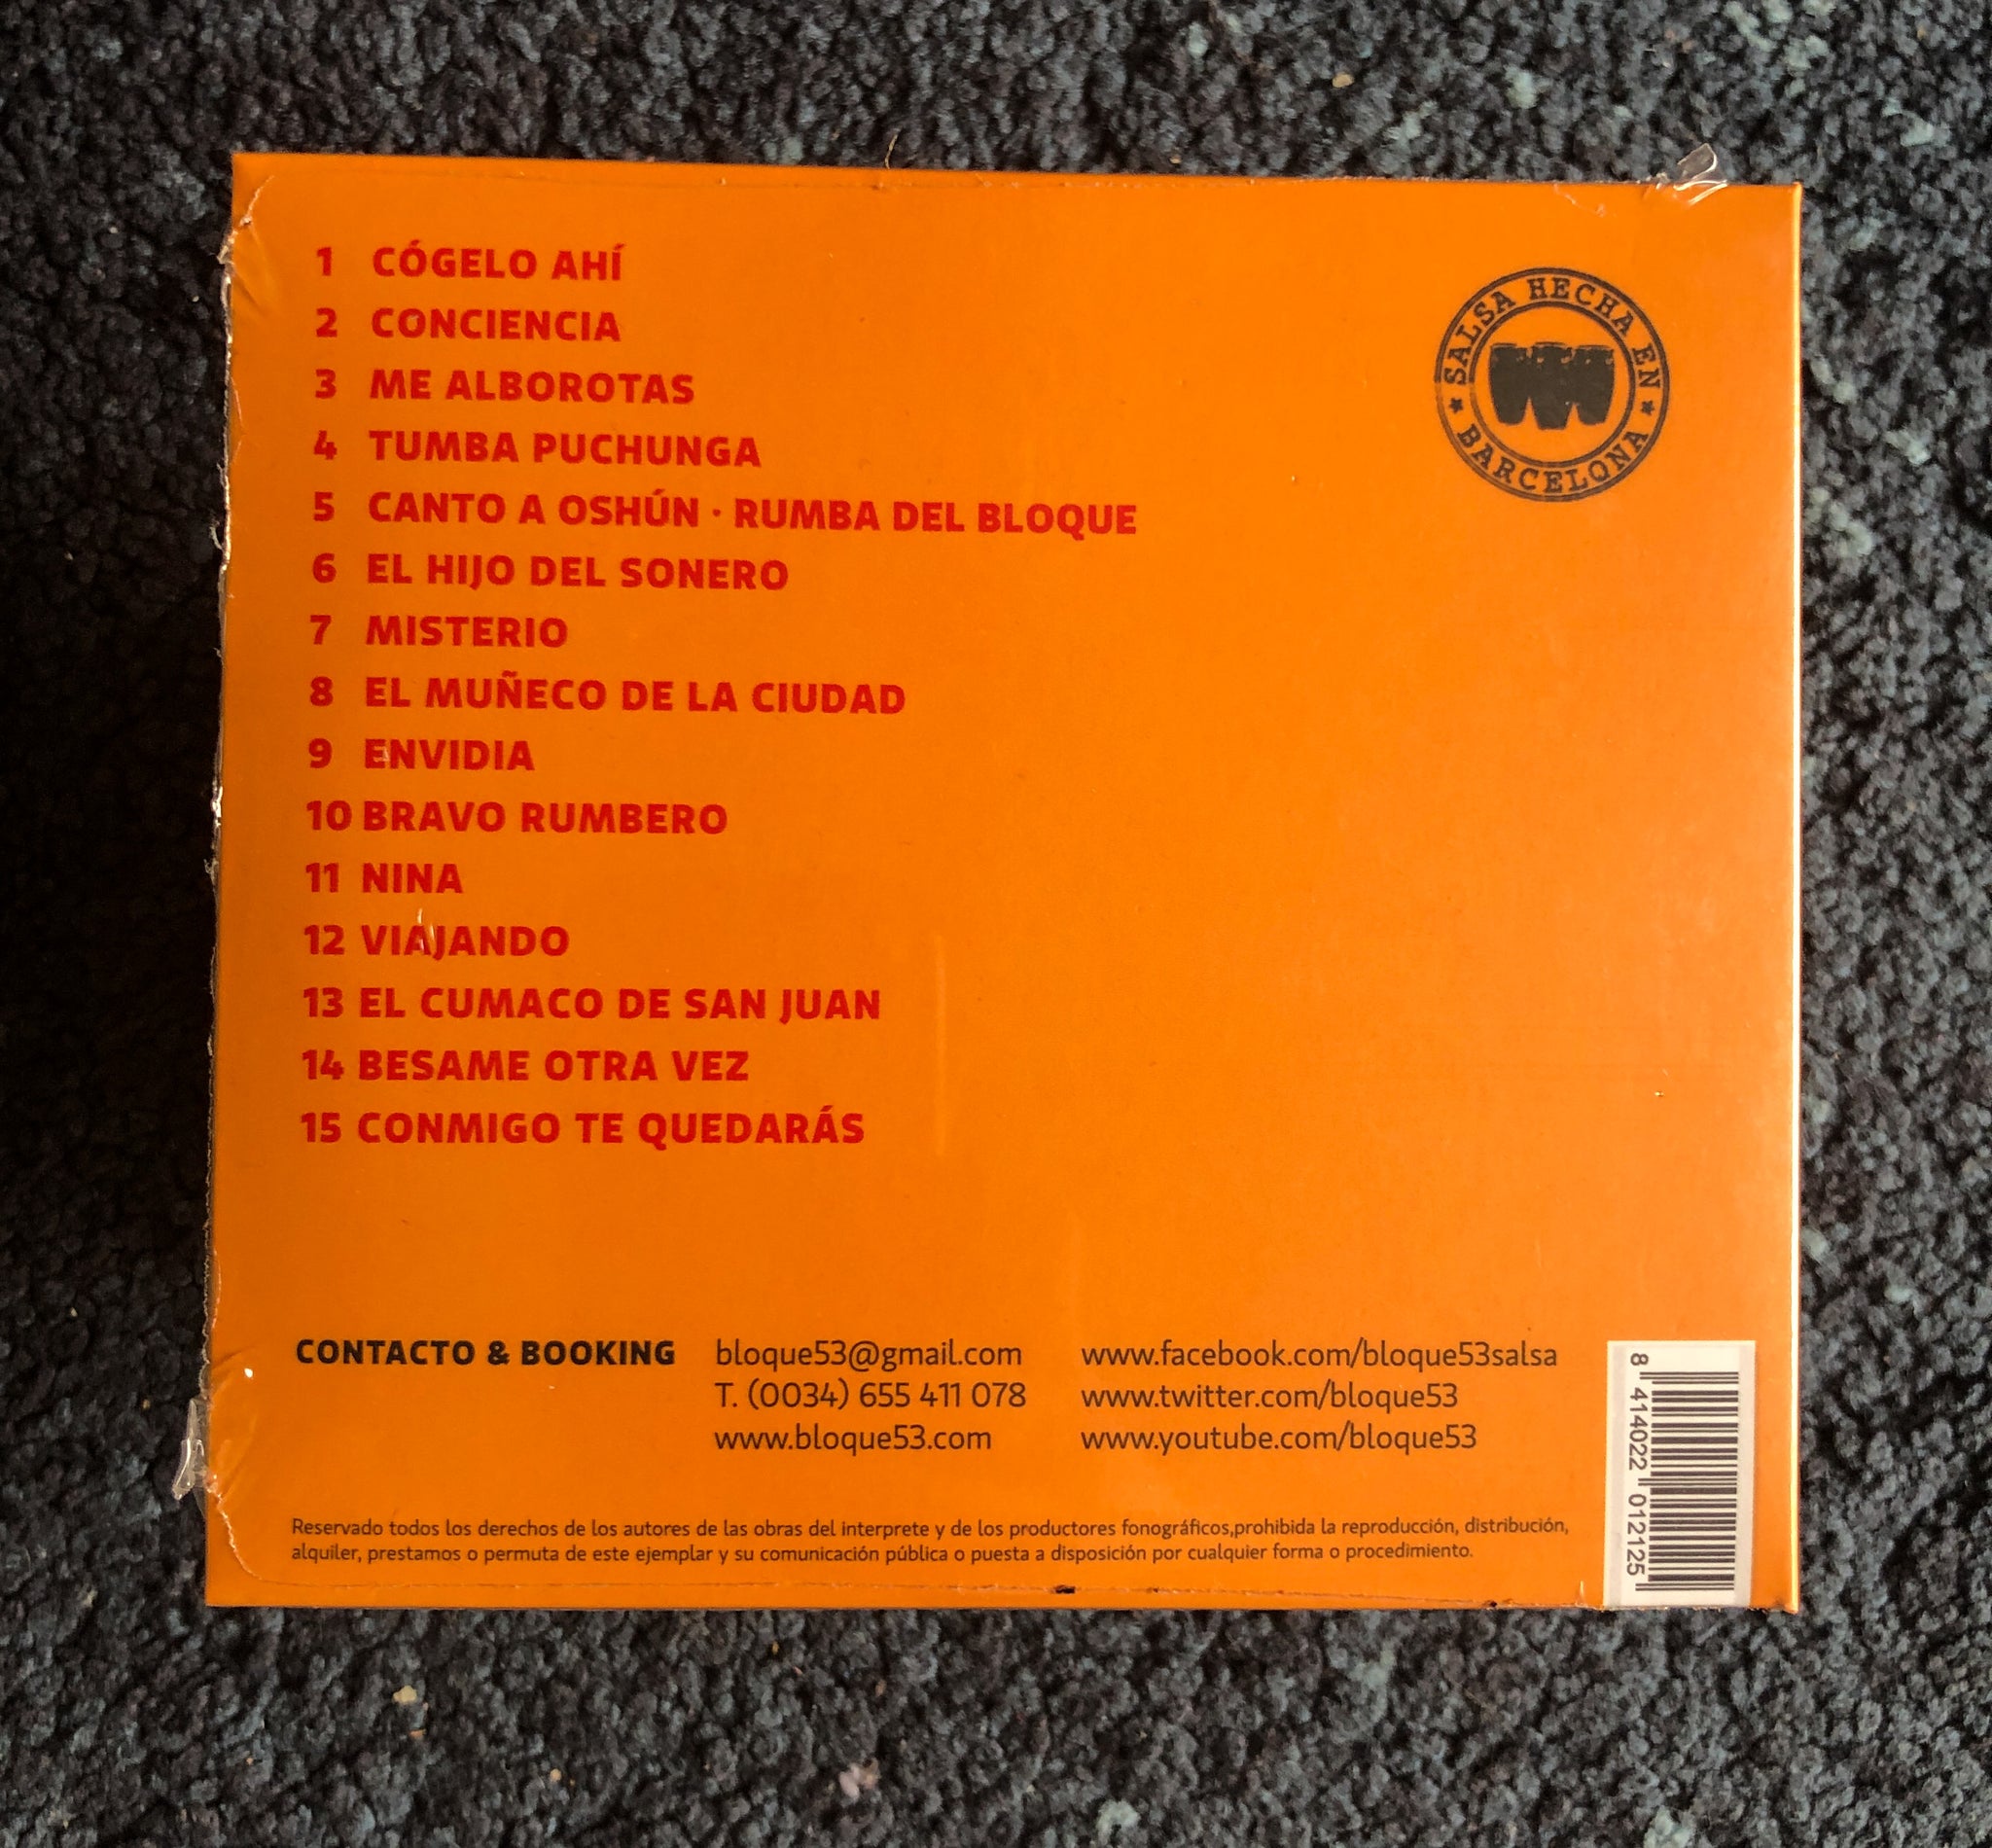 1 CÓGELO AHÍ
2 CONCIENCIA
3 ME ALBOROTAS
4 TUMBA PUCHUNGA
5 CANTO A OSHÚN · RUMBA DEL BLOQUE
6 EL HIJO DEL SONERO
7 MISTERIO
8 EL MUÑECO DE LA CIUDAD
9 ENVIDIA
10 BRAVO RUMBERO
11 NINA
12 VIAJANDO
13 EL CUMACO DE SAN JUAN
14 BESAME OTRA VEZ
15 CONMIGO TE QUEDARÁS
SALSA HECHA EN
BARCELONA
CONTACTO & BOOKING
bloque53@gmail.com
T. (0034) 655 411 078
www.bloque53.com
www.facebook.com/bloque53salsa
www.twitter.com/bloque53
www.youtube.com/bloque53
Reservado todos los derechos de los autores de las obras del interprete y de los productores fonográficos,prohibida la reproducción, distribución,
alquiler, prestamos o permuta de este ejemplar y su comunicación pública o puesta a disposición por cualquier forma o procedimiento.
8 414022 012125